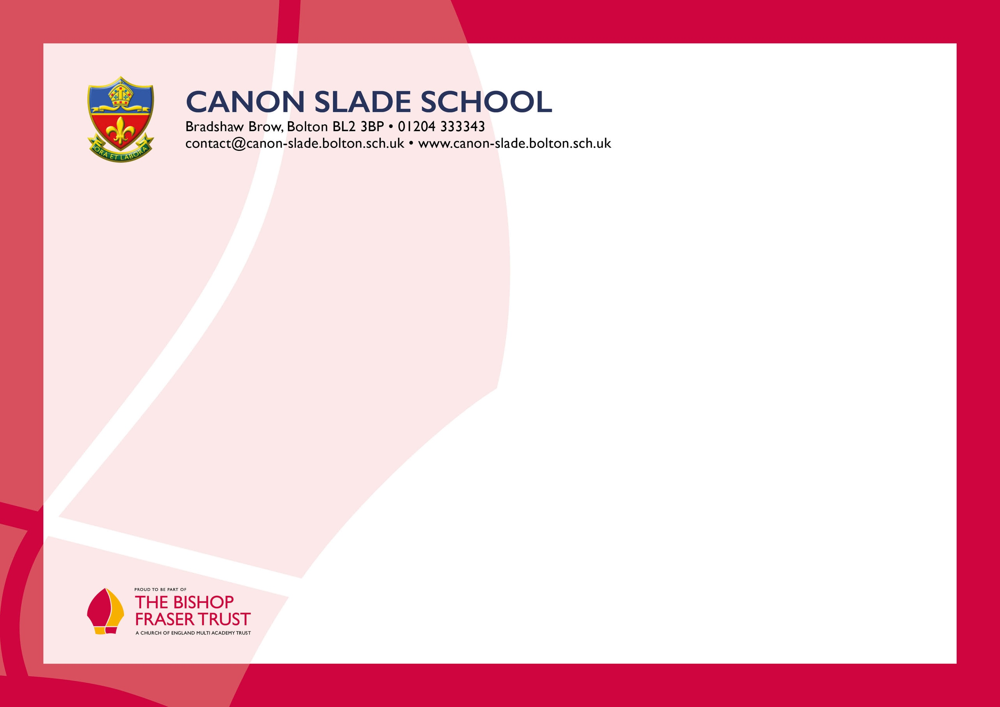 ORA ET LABORA
CANON SLADE SCHOOL
Bradshaw Brow, Bolton BL2 3BP • 01204 333343
contact@canon-slade.bolton.sch.uk • www.canon-slade.bolton.sch.uk
PROUD TO BE PART OF
THE BISHOP
FRASER TRUST
A CHURCH OF ENGLAND MULTI ACADEMY TRUST